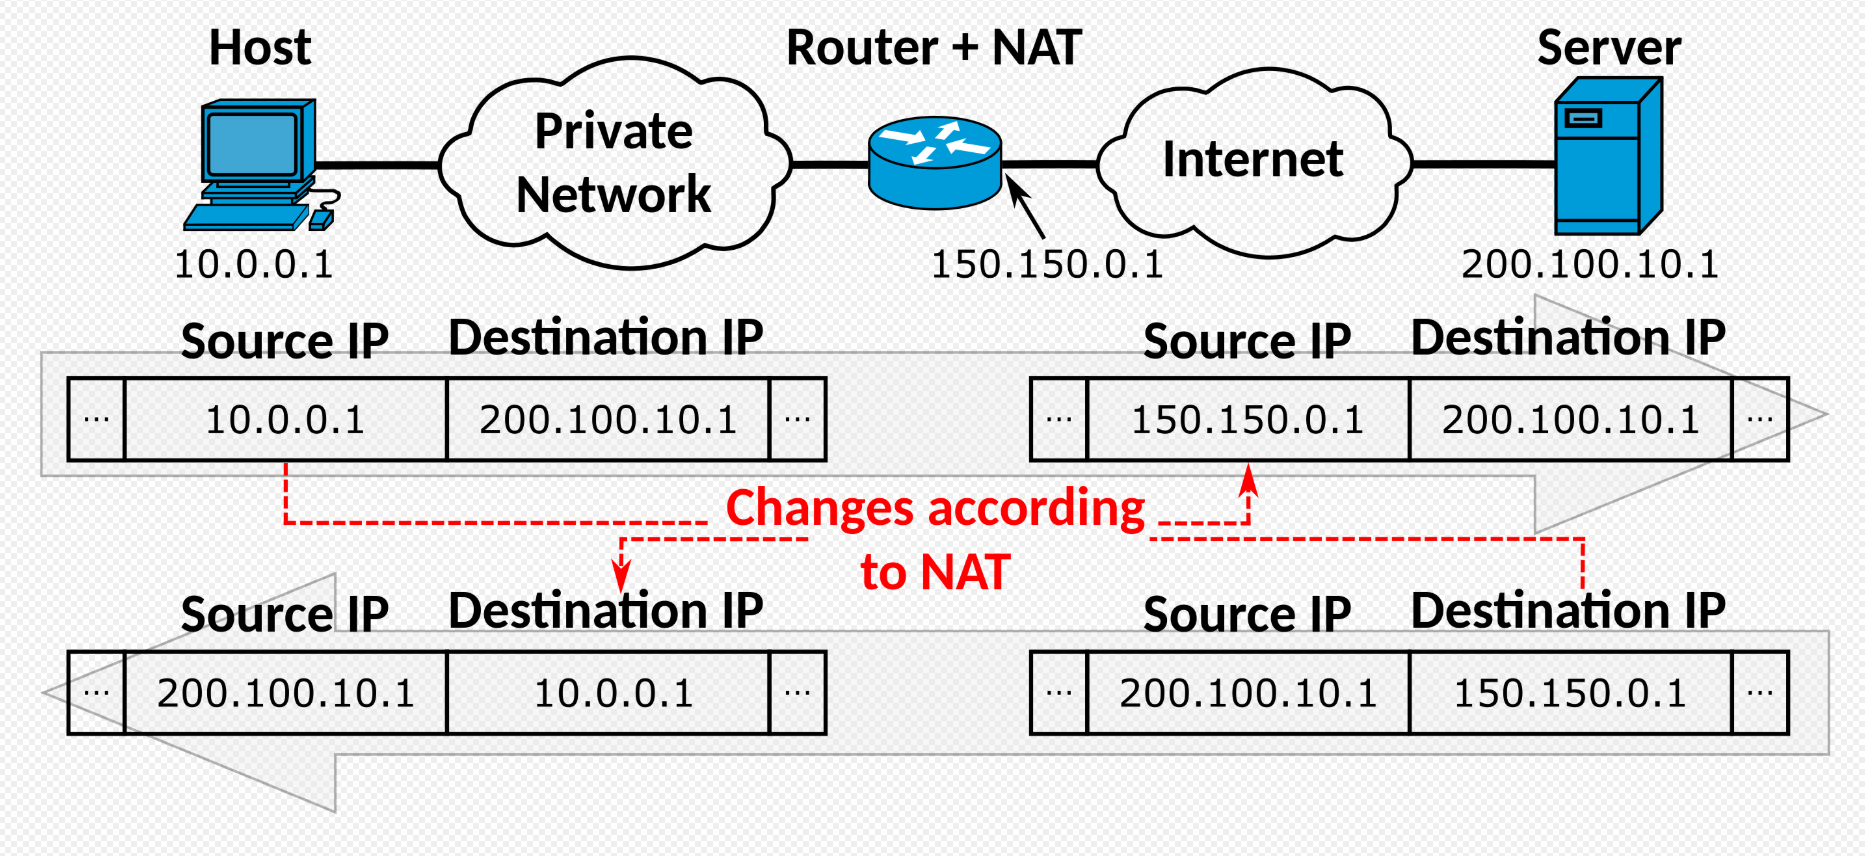 Host
Router + NAT
Server
Private
Network
Internet
10.0.0.1
150.150.0.1
200.100.10.1
Source IP
Destination IP
Source IP
Destination IP
...
10.0.0.1
200.100.10.1
...
...
150.150.0.1
200.100.10.1
...
Changes according
to NAT
Source IP
Destination IP
Source IP
Destination IP
...
200.100.10.1
10.0.0.1
...
...
200.100.10.1
150.150.0.1
...